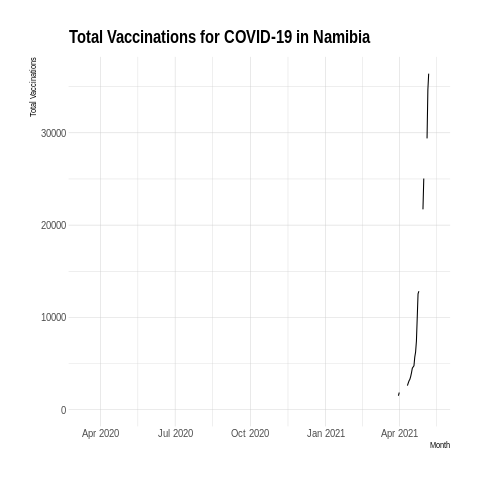 Total Vaccinations for COVID-19 in Namibia
Total Vaccinations
30000
20000
10000
0
Apr 2020 Jul 2020 Oct 2020 Jan 2021 Apr 2021
Month